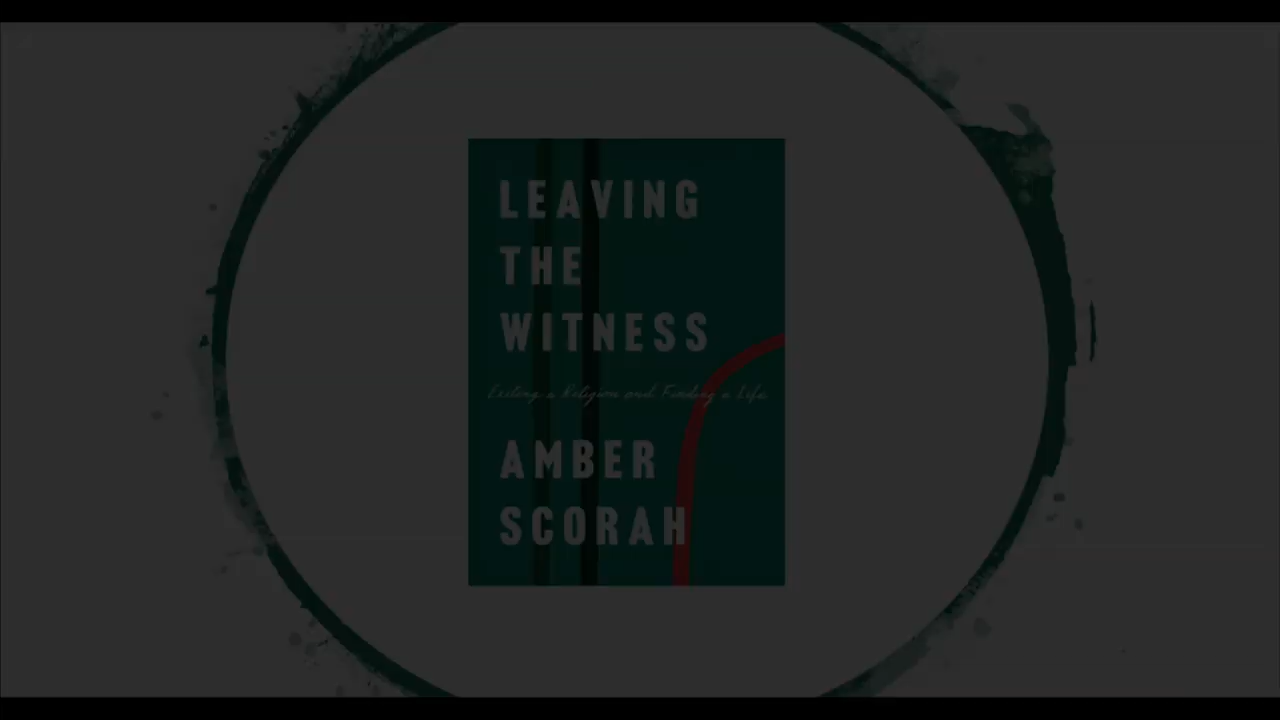 LEAVING
THE
WITNESS
Exiting a Religion and Finding a Life
AMBER
SCORAH